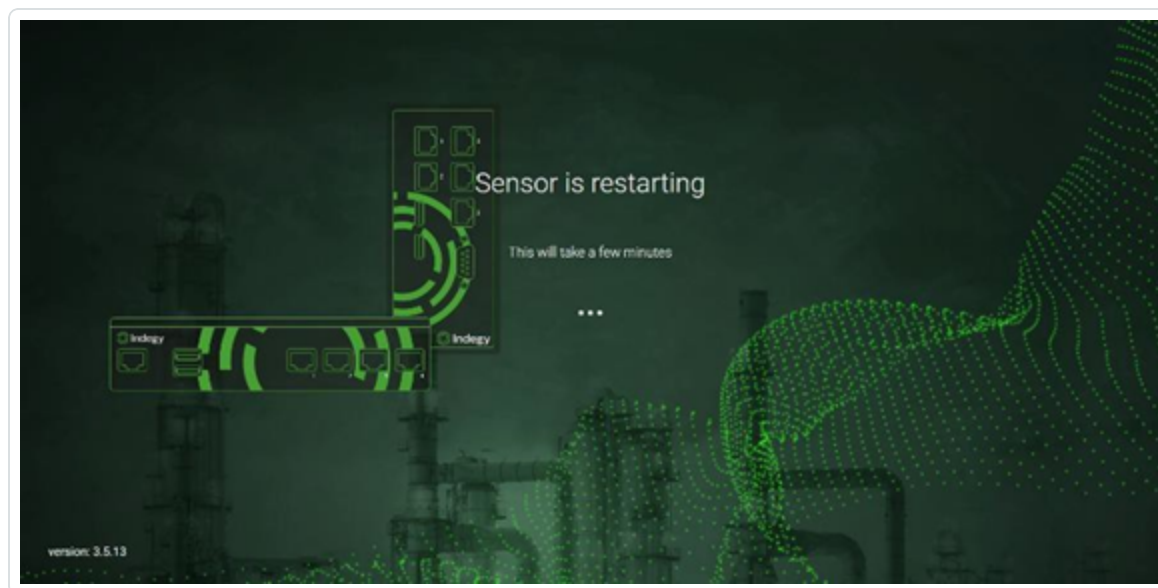 Sensor is restarting
This will take a few minutes
...
Indegy
Indegy
version: 3.5.13